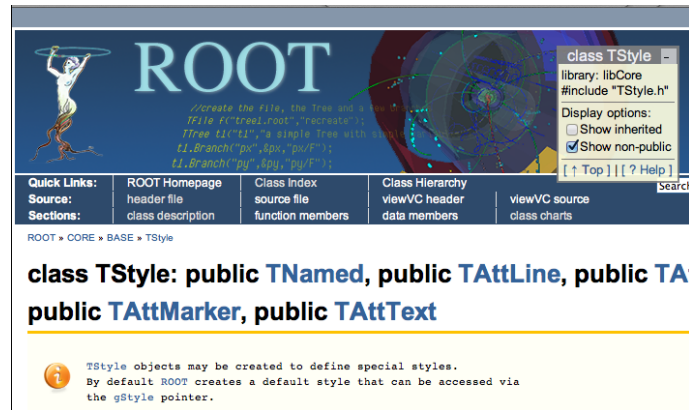 ROOT
//create the file, the Tree and a few br
TFile f("tree1.root","recreate");
TTree t1("t1","a simple Tree with simple
t1.Branch("px",&px,"px/F");
t1.Branch("py",&py,"py/F");
class TStyle -
library: libCore
#include "TStyle.h"
Display options:
Show inherited
Show non-public
[ ↑ Top ] | [ ? Help ]
Search
Quick Links: ROOT Homepage Class Index Class Hierarchy
Source: header file source file viewVC header viewVC source
Sections: class description function members data members class charts
ROOT » CORE » BASE » TStyle
class TStyle: public TNamed, public TAttLine, public TA
public TAttMarker, public TAttText
i
TStyle objects may be created to define special styles.
By default ROOT creates a default style that can be accessed via
the gStyle pointer.